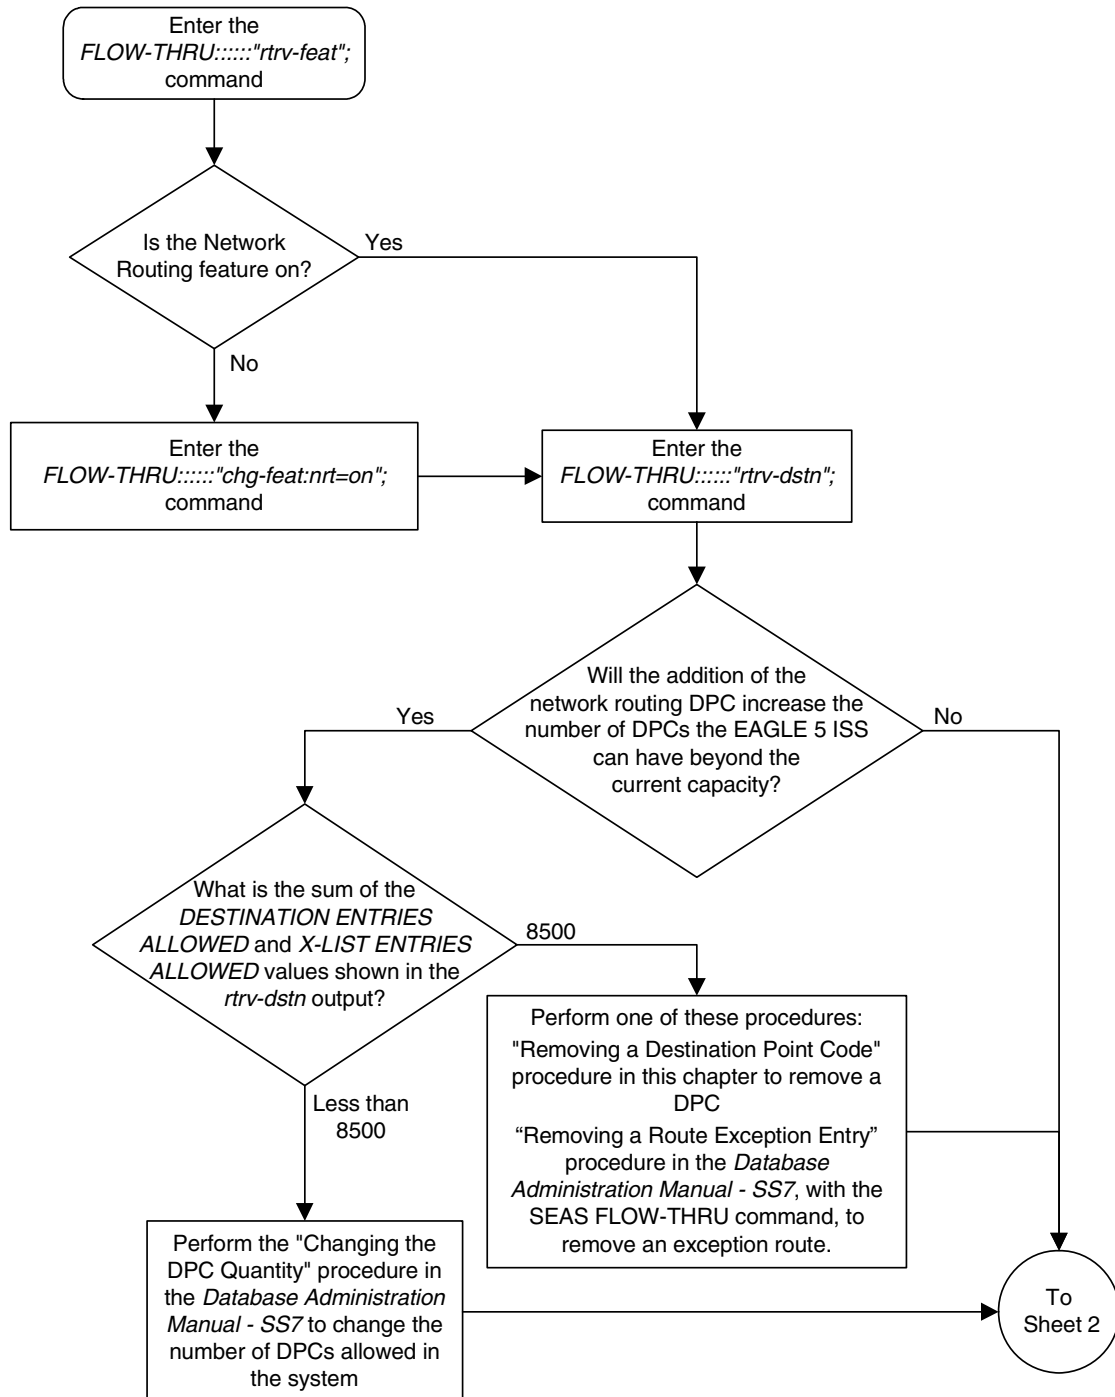 Enter the
FLOW-THRU::::::"rtrv-feat";
command
Is the Network
Routing feature on?
Yes
No
Enter the
FLOW-THRU::::::"chg-feat:nrt=on";
command
Enter the
FLOW-THRU::::::"rtrv-dstn";
command
Will the addition of the
network routing DPC increase the
number of DPCs the EAGLE 5 ISS
can have beyond the
current capacity?
Yes
No
What is the sum of the
DESTINATION ENTRIES
ALLOWED and X-LIST ENTRIES
ALLOWED values shown in the
rtrv-dstn output?
8500
Less than
8500
Perform one of these procedures:
"Removing a Destination Point Code"
procedure in this chapter to remove a
DPC
“Removing a Route Exception Entry”
procedure in the Database
Administration Manual - SS7, with the
SEAS FLOW-THRU command, to
remove an exception route.
Perform the "Changing the
DPC Quantity" procedure in
the Database Administration
Manual - SS7 to change the
number of DPCs allowed in
the system
To
Sheet 2